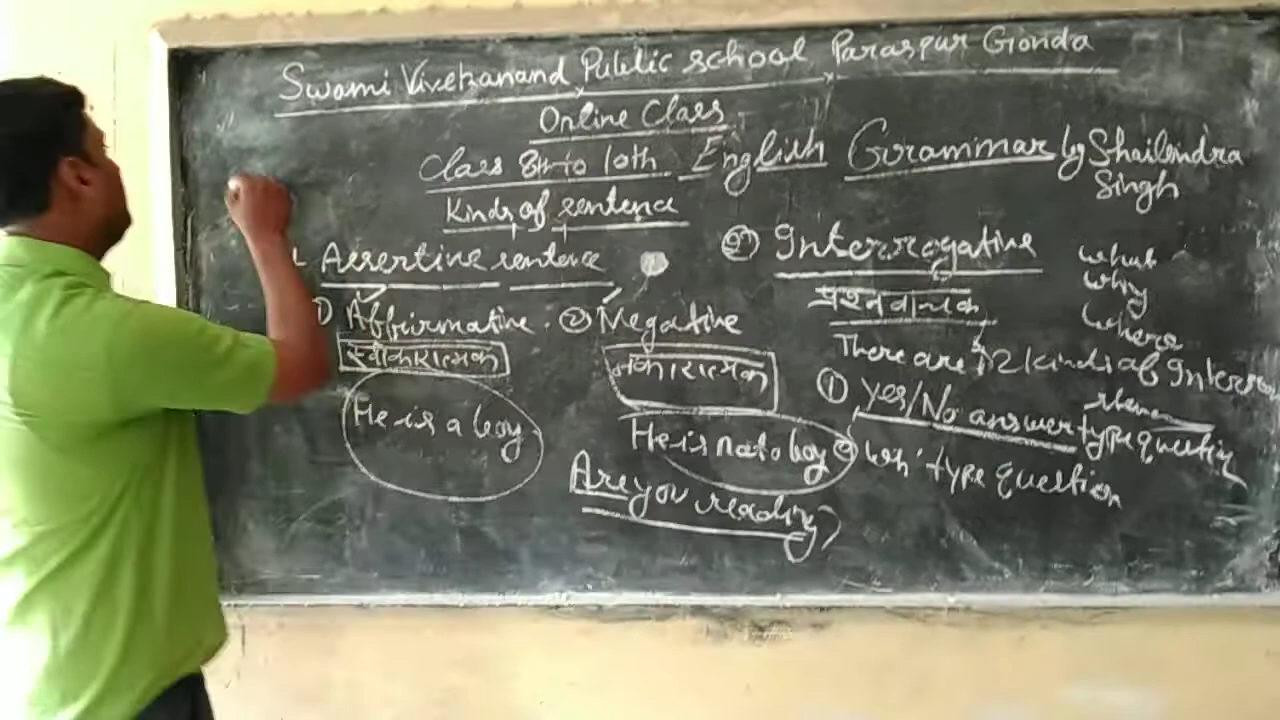 Swami Vivekanand Public school Paraspur Gonda
Online Class
Class 8th to 10th English Grammar by Shailendra Singh
Kinds of sentence
1 Assertive sentence
① Affirmative . ② Negative
स्वीकारात्मक
नकारात्मक
He is a boy
He is not a boy
Are you reading?
② Interrogative
प्रश्नवाचक
what
why
where
There are 2 kinds of Interro
① Yes/No answer type question
② Wh' type question